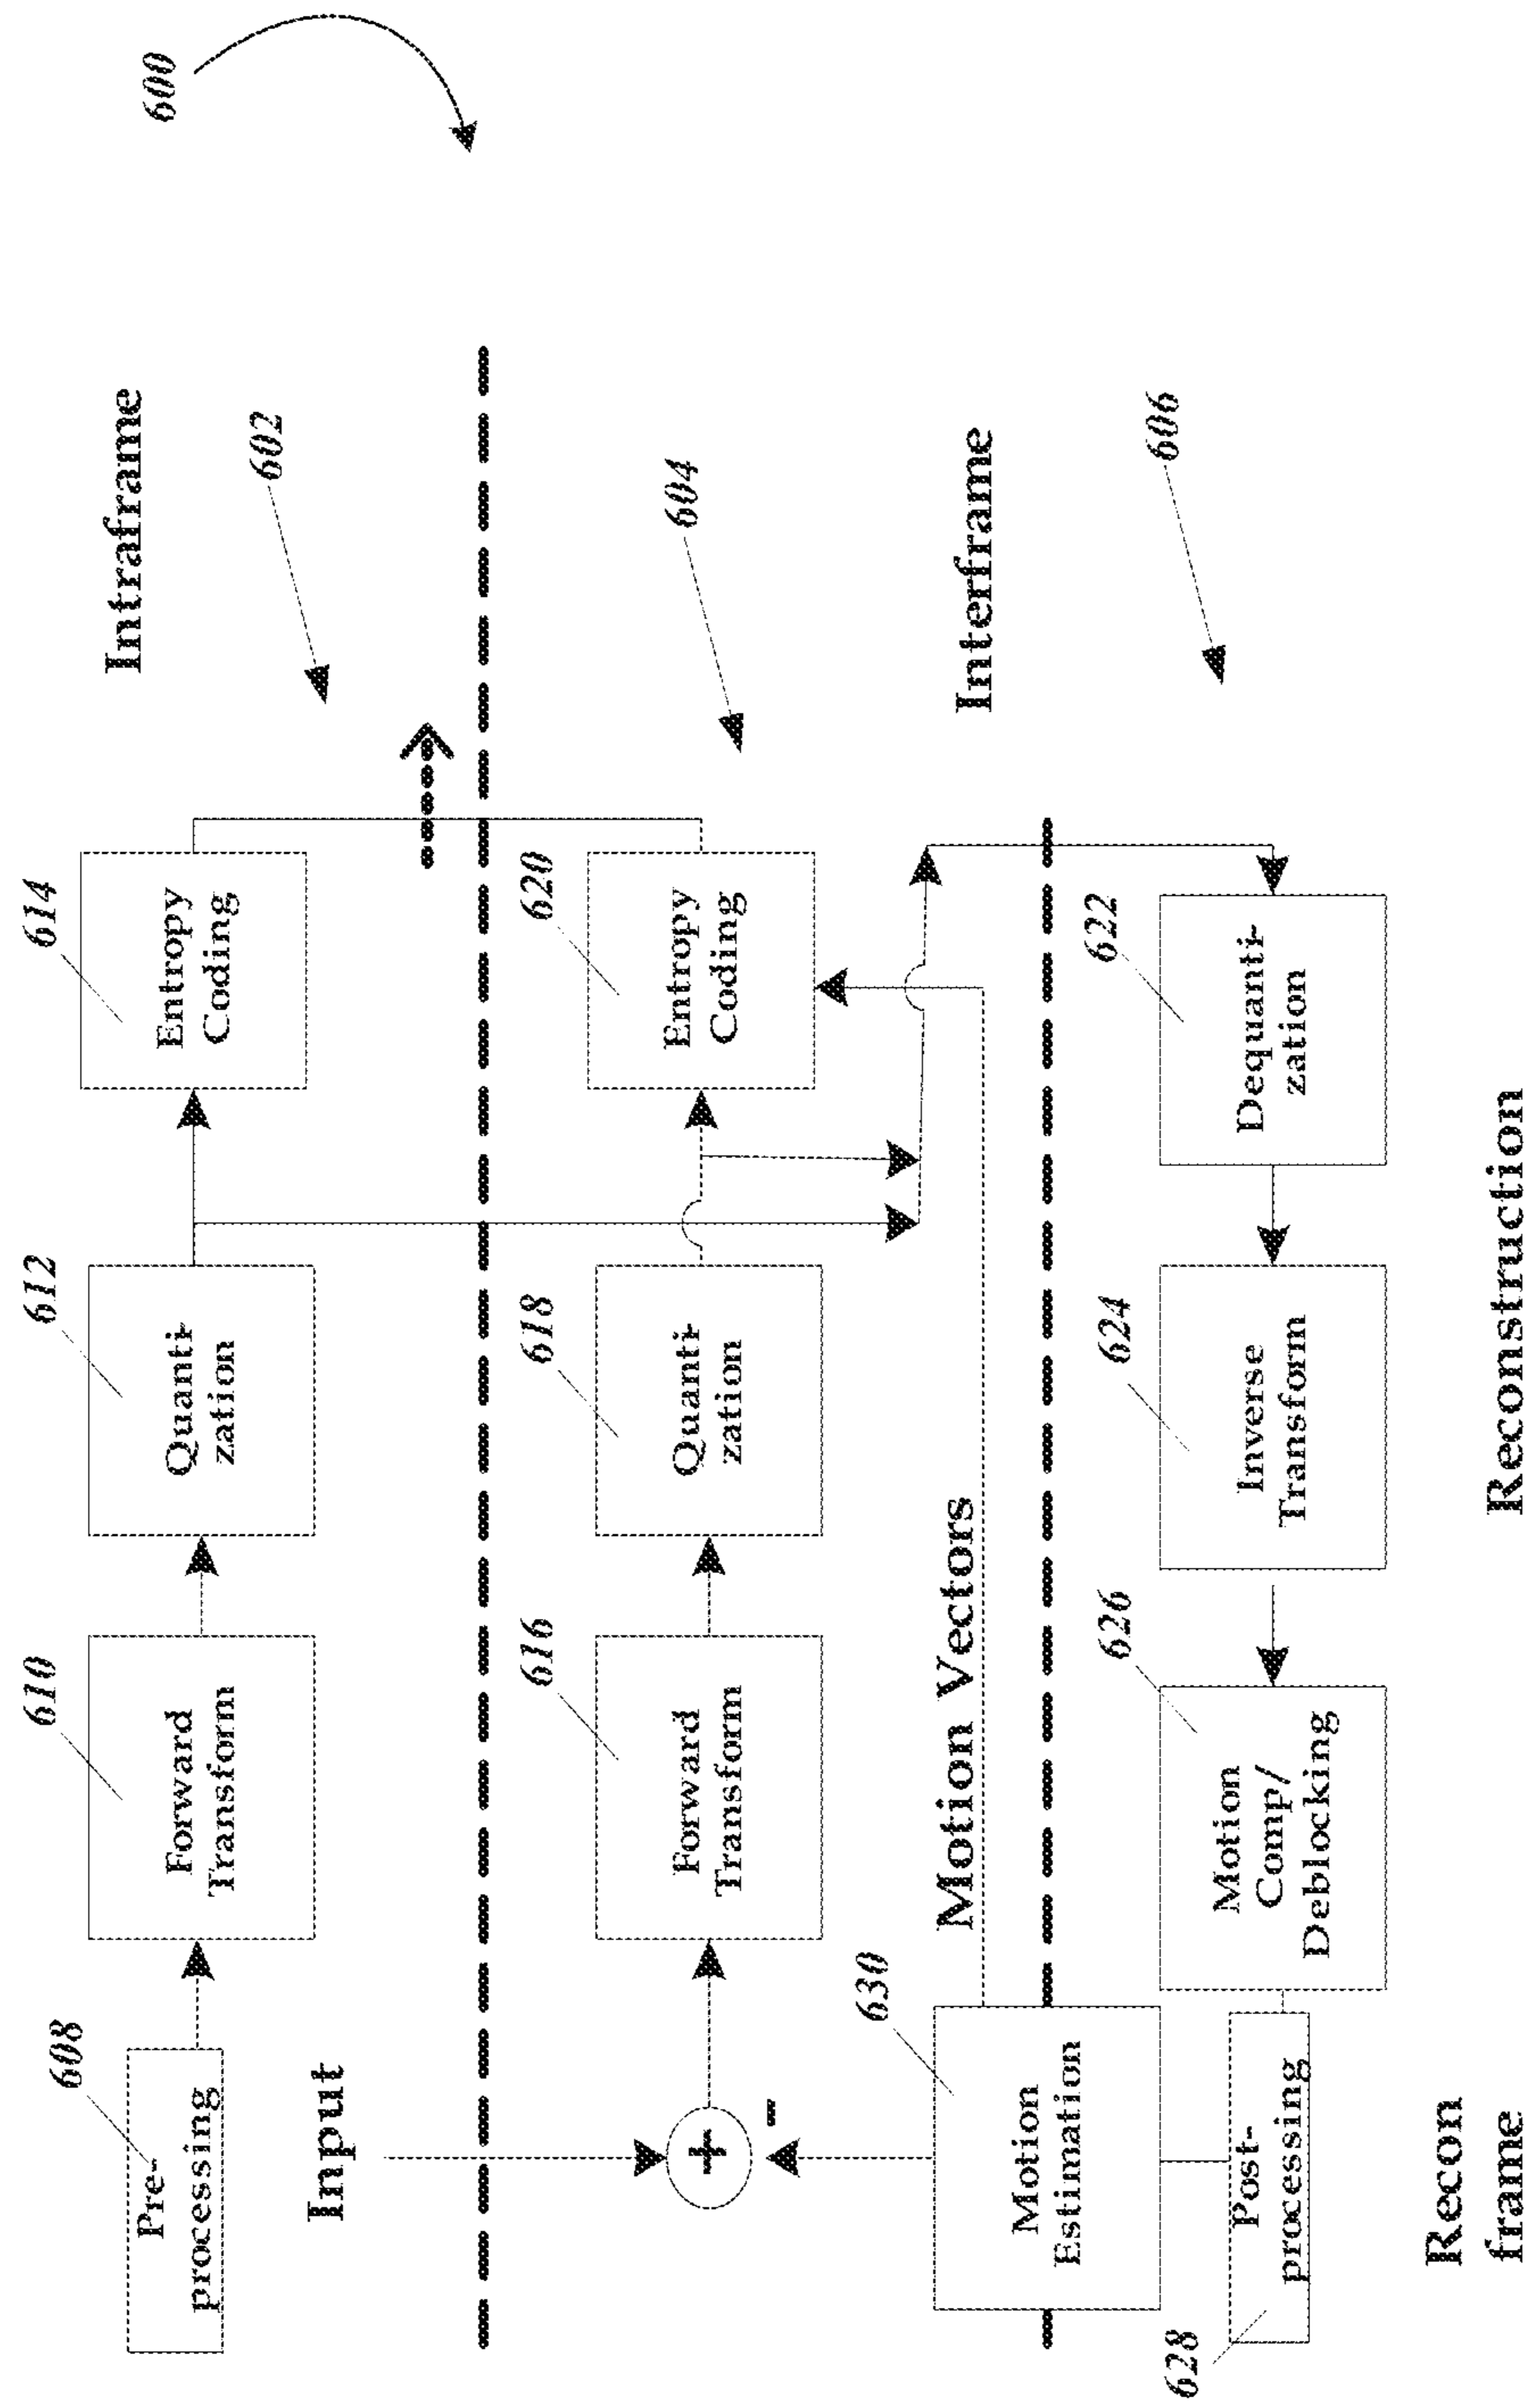 600
Intraframe
602
608
Pre-
processing
610
Forward
Transform
612
Quanti-
zation
614
Entropy
Coding
Input
604
+
-
616
Forward
Transform
618
Quanti-
zation
620
Entropy
Coding
Interframe
630
Motion
Estimation
Motion Vectors
606
628
Post-
processing
626
Motion
Comp/
Deblocking
624
Inverse
Transform
622
Dequanti-
zation
Recon
frame
Reconstruction